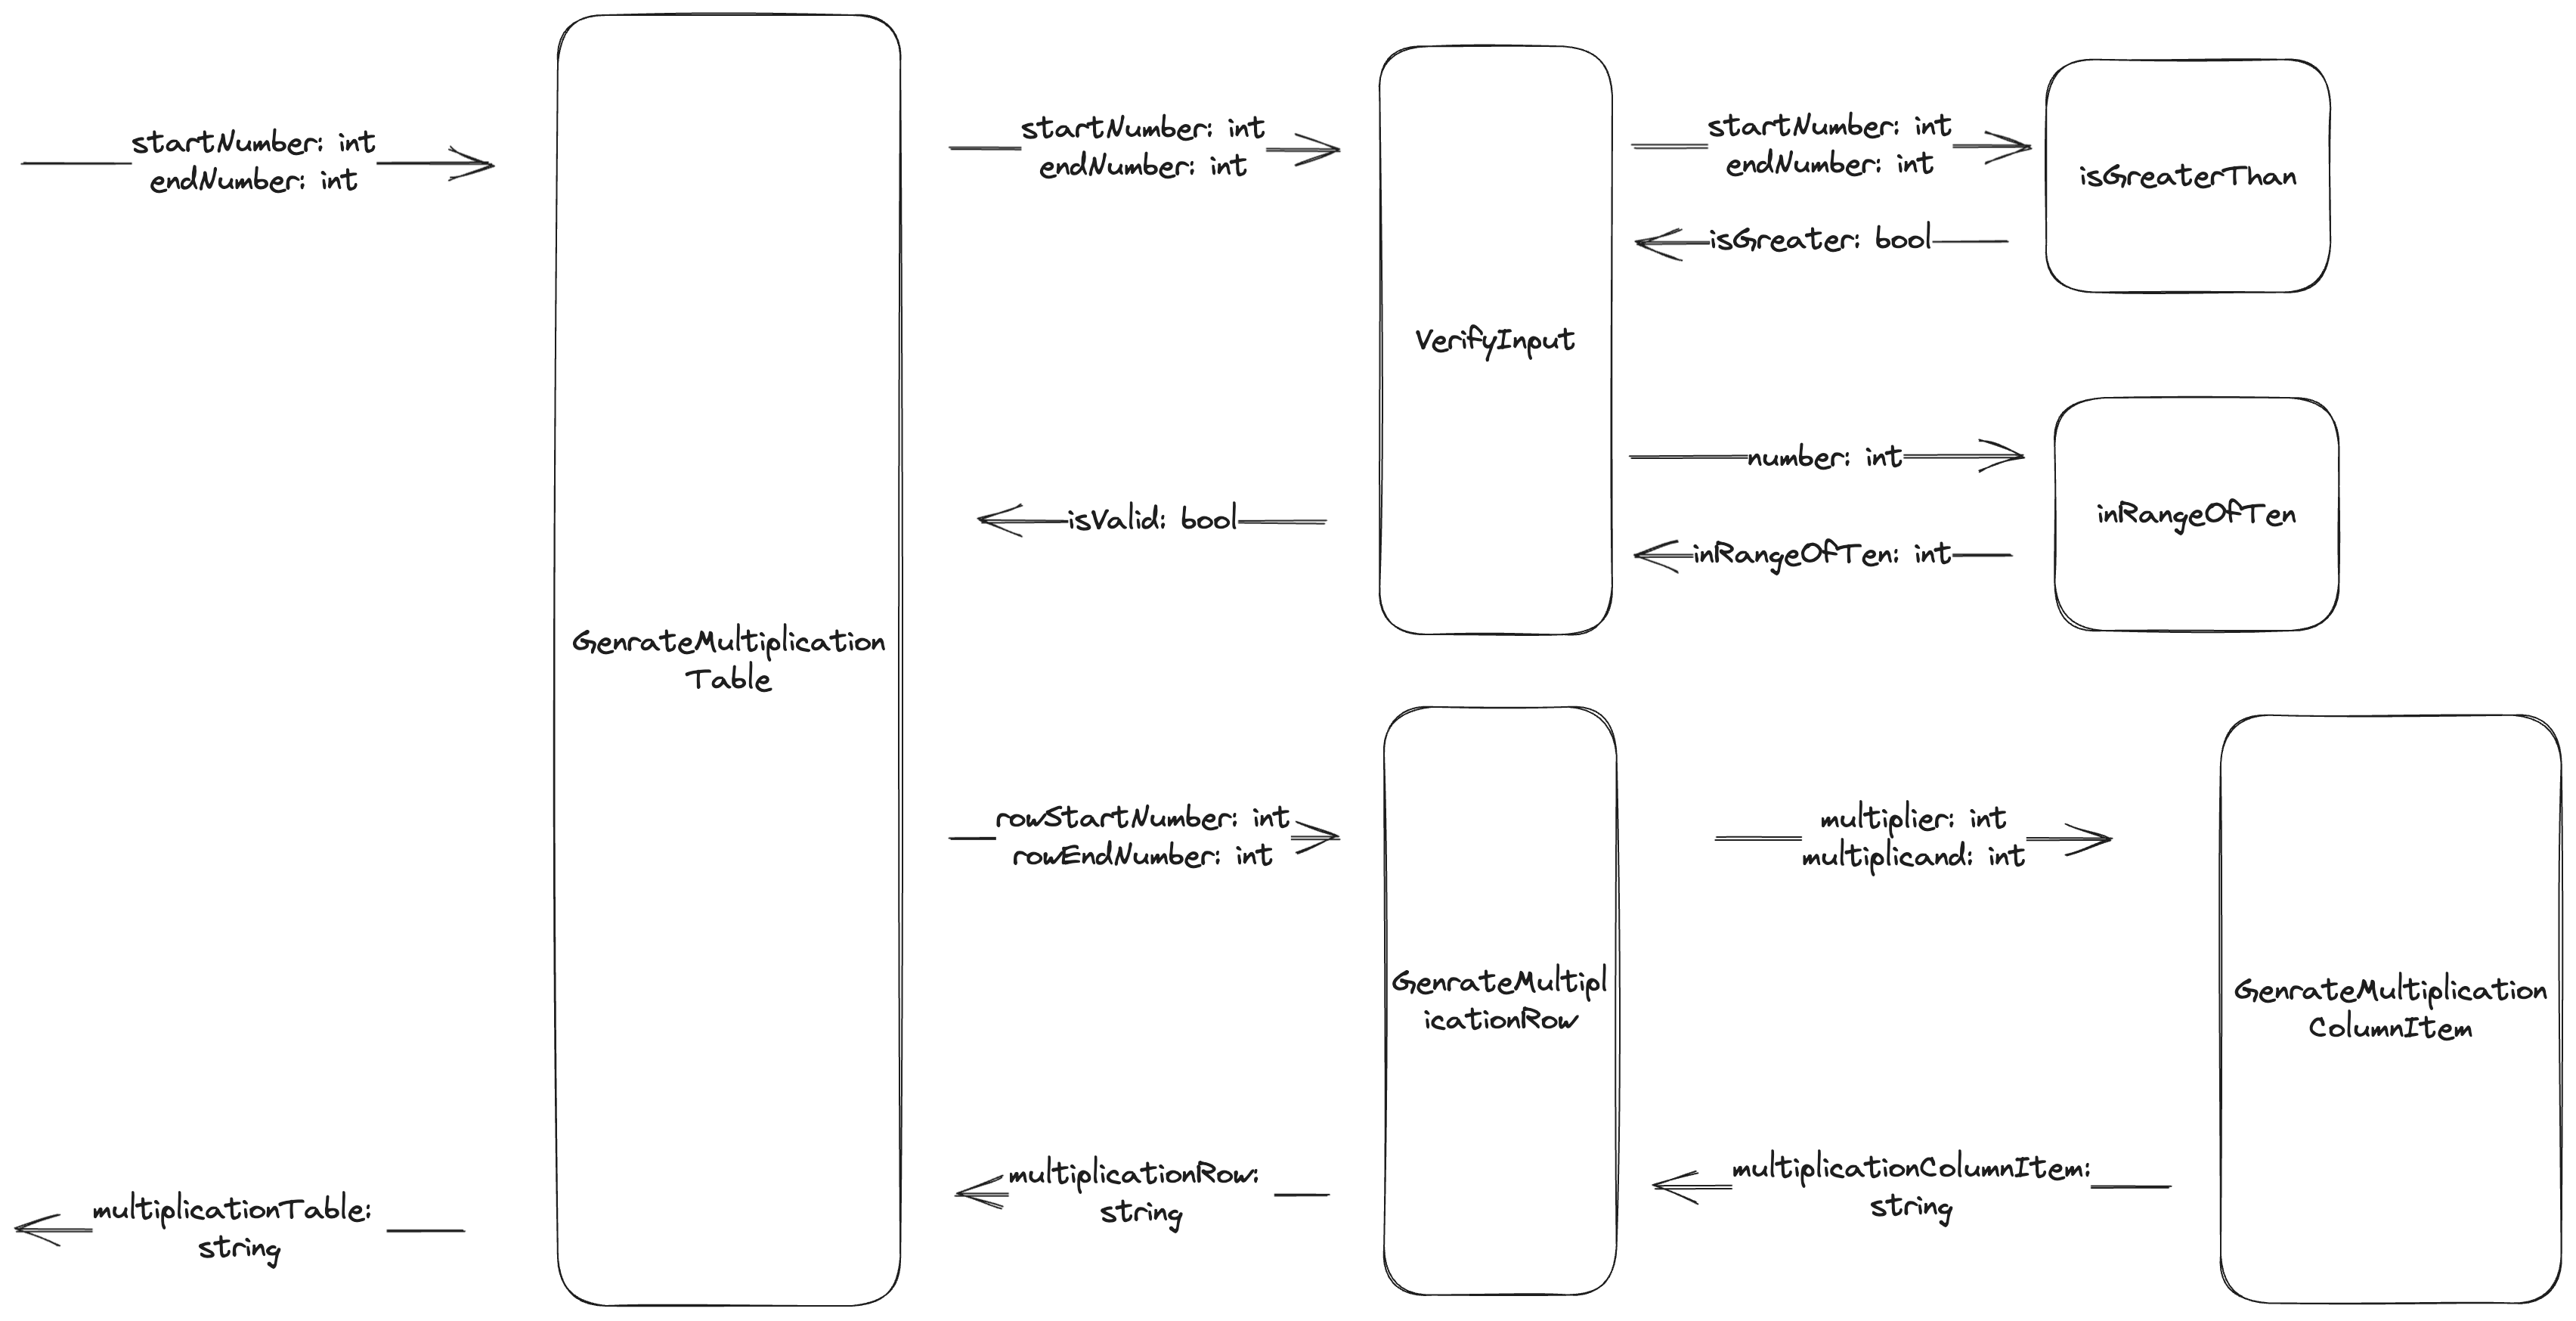 startNumber: int
endNumber: int
GenrateMultiplication
Table
multiplicationTable:
string
startNumber: int
endNumber: int
isValid: bool
VerifyInput
startNumber: int
endNumber: int
isGreater: bool
isGreaterThan
number: int
inRangeOfTen: int
inRangeOfTen
rowStartNumber: int
rowEndNumber: int
multiplicationRow:
string
GenrateMultipl
icationRow
multiplier: int
multiplicand: int
multiplicationColumnItem:
string
GenrateMultiplication
ColumnItem